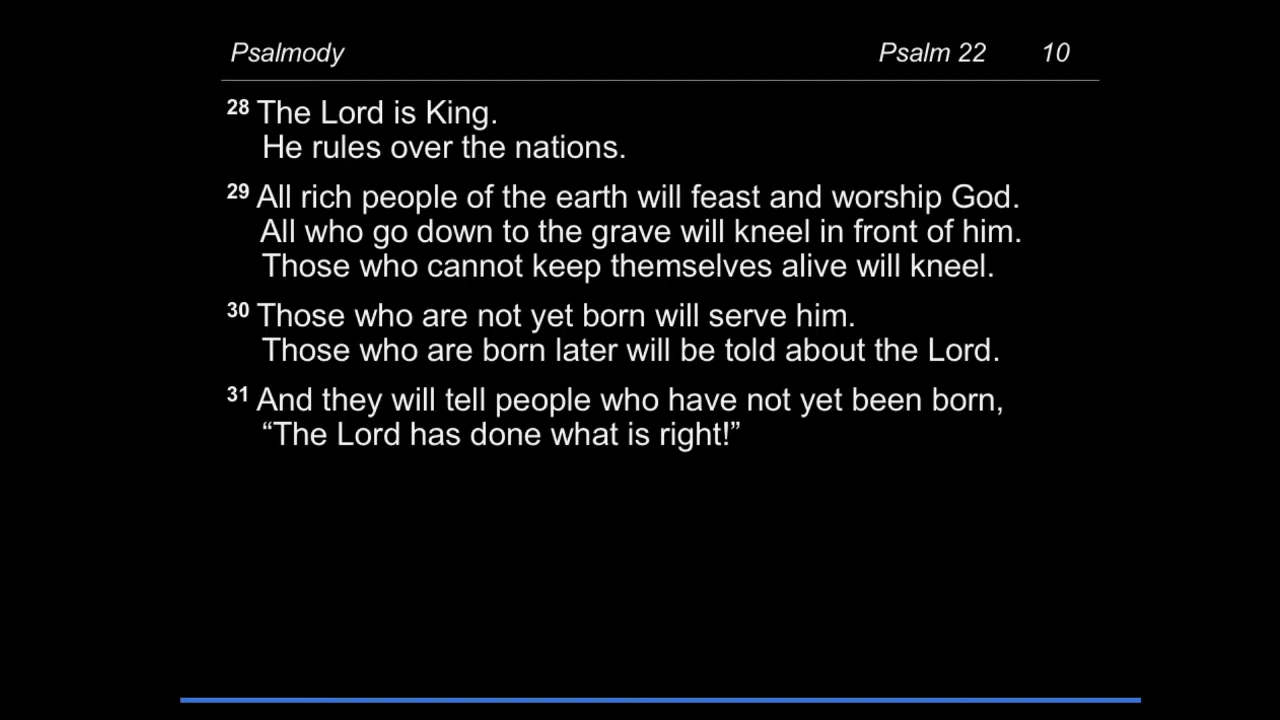 Psalmody Psalm 22 10
28 The Lord is King.
He rules over the nations.
29 All rich people of the earth will feast and worship God.
All who go down to the grave will kneel in front of him.
Those who cannot keep themselves alive will kneel.
30 Those who are not yet born will serve him.
Those who are born later will be told about the Lord.
31 And they will tell people who have not yet been born,
“The Lord has done what is right!”